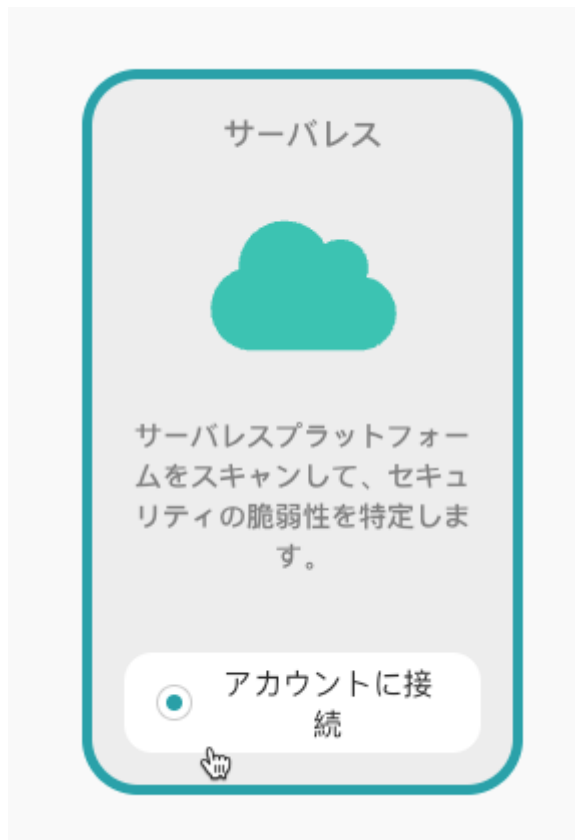 サーバレス
サーバレスプラットフォー
ムをスキャンして、セキュ
リティの脆弱性を特定しま
す。
アカウントに接
続